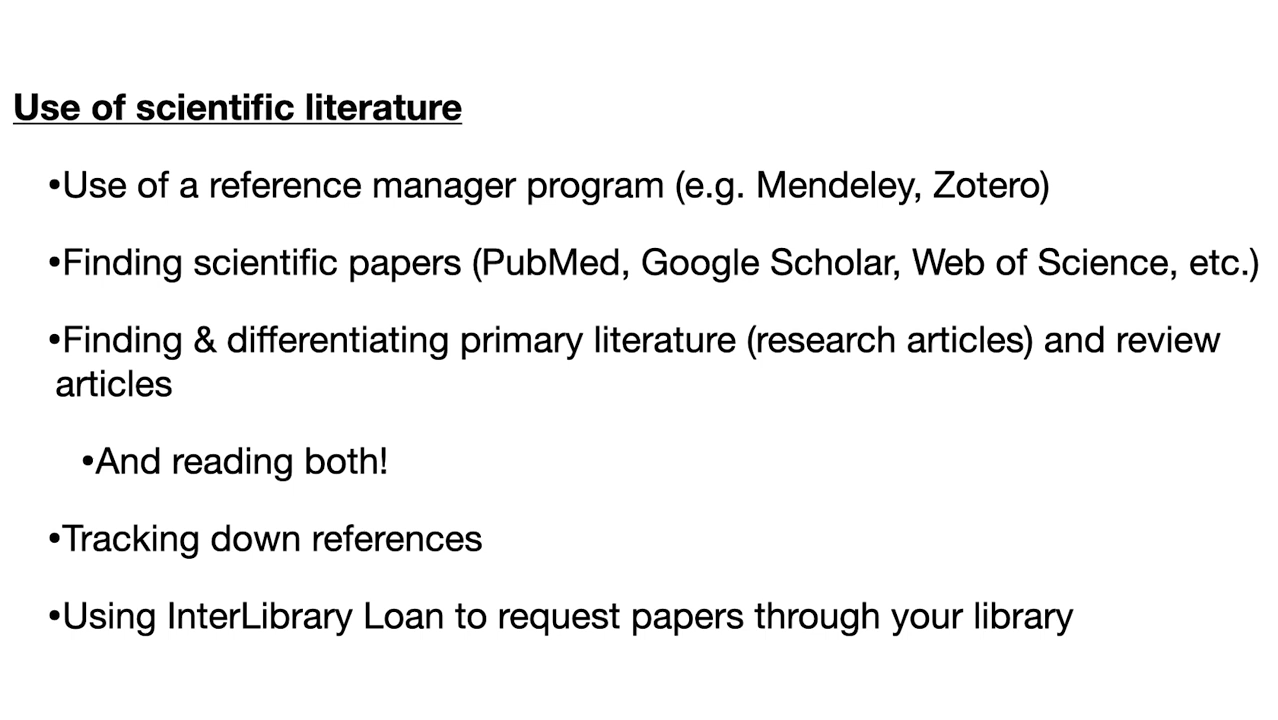 Use of scientific literature
•Use of a reference manager program (e.g. Mendeley, Zotero)
•Finding scientific papers (PubMed, Google Scholar, Web of Science, etc.)
•Finding & differentiating primary literature (research articles) and review
articles
•And reading both!
•Tracking down references
•Using InterLibrary Loan to request papers through your library